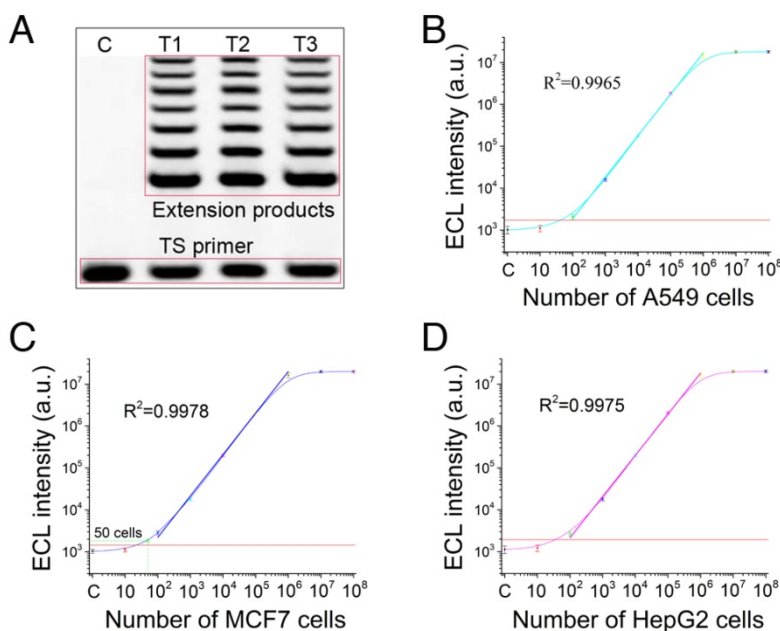 A
C T1 T2 T3
Extension products
TS primer
B
ECL intensity (a.u.)
10⁷
10⁶
10⁵
10⁴
10³
R²=0.9965
C 10 10² 10³ 10⁴ 10⁵ 10⁶ 10⁷ 10⁸
Number of A549 cells
C
ECL intensity (a.u.)
10⁷
10⁶
10⁵
10⁴
10³
R²=0.9978
50 cells
C 10 10² 10³ 10⁴ 10⁵ 10⁶ 10⁷ 10⁸
Number of MCF7 cells
D
ECL intensity (a.u.)
10⁷
10⁶
10⁵
10⁴
10³
R²=0.9975
C 10 10² 10³ 10⁴ 10⁵ 10⁶ 10⁷ 10⁸
Number of HepG2 cells